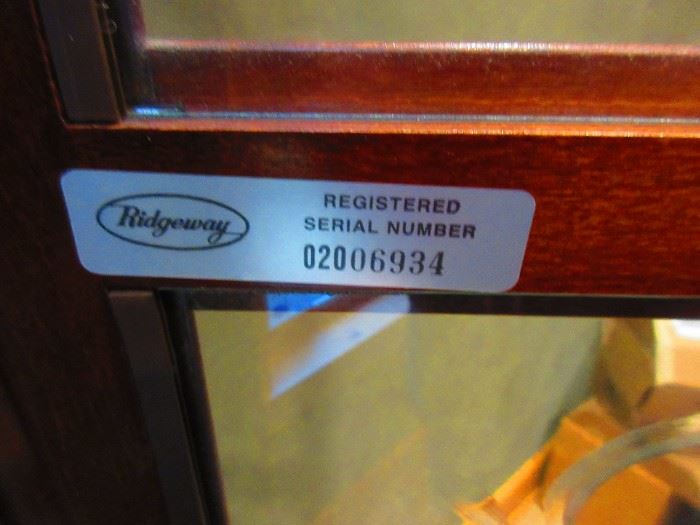 Ridgeway
REGISTERED
SERIAL NUMBER
02006934